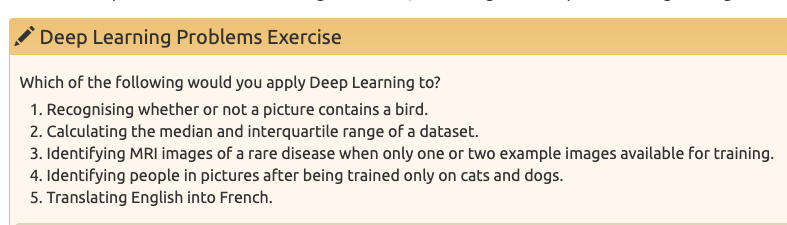 Deep Learning Problems Exercise
Which of the following would you apply Deep Learning to?
1. Recognising whether or not a picture contains a bird.
2. Calculating the median and interquartile range of a dataset.
3. Identifying MRI images of a rare disease when only one or two example images available for training.
4. Identifying people in pictures after being trained only on cats and dogs.
5. Translating English into French.